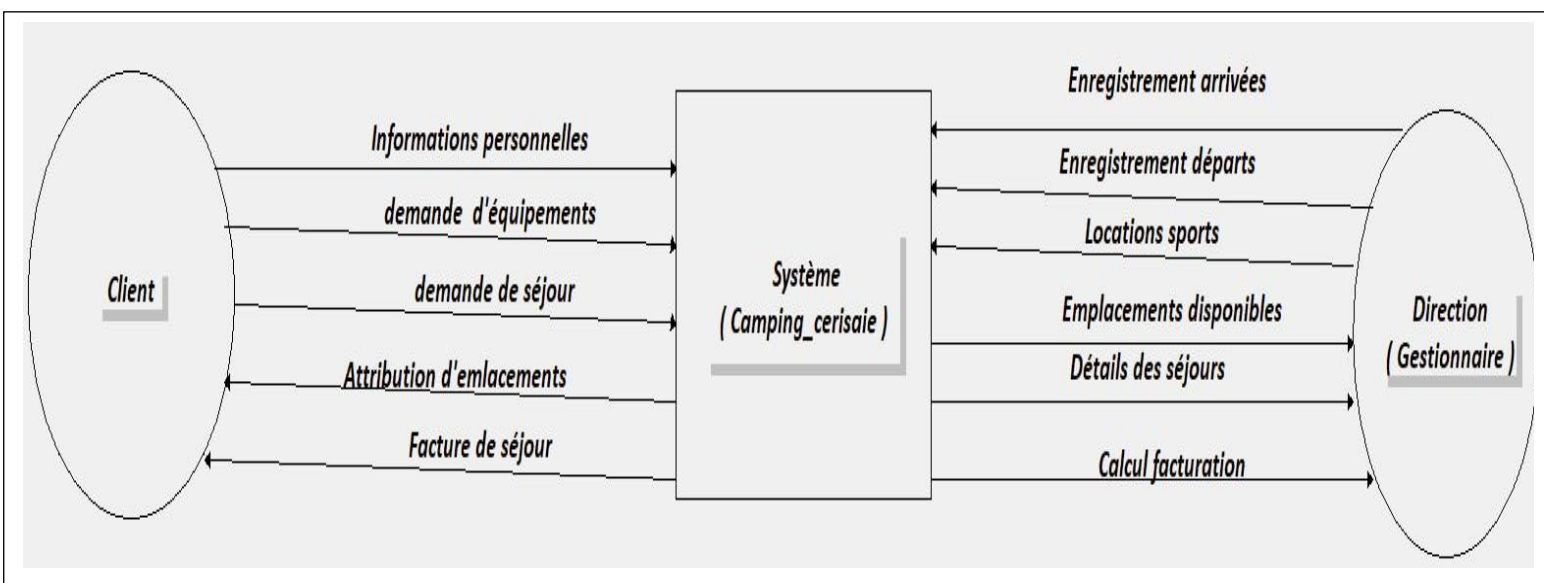 Client
Informations personnelles
demande d'équipements
demande de séjour
Attribution d'emlacements
Facture de séjour
Système
( Camping_cerisaie )
Enregistrement arrivées
Enregistrement départs
Locations sports
Emplacements disponibles
Détails des séjours
Calcul facturation
Direction
( Gestionnaire )